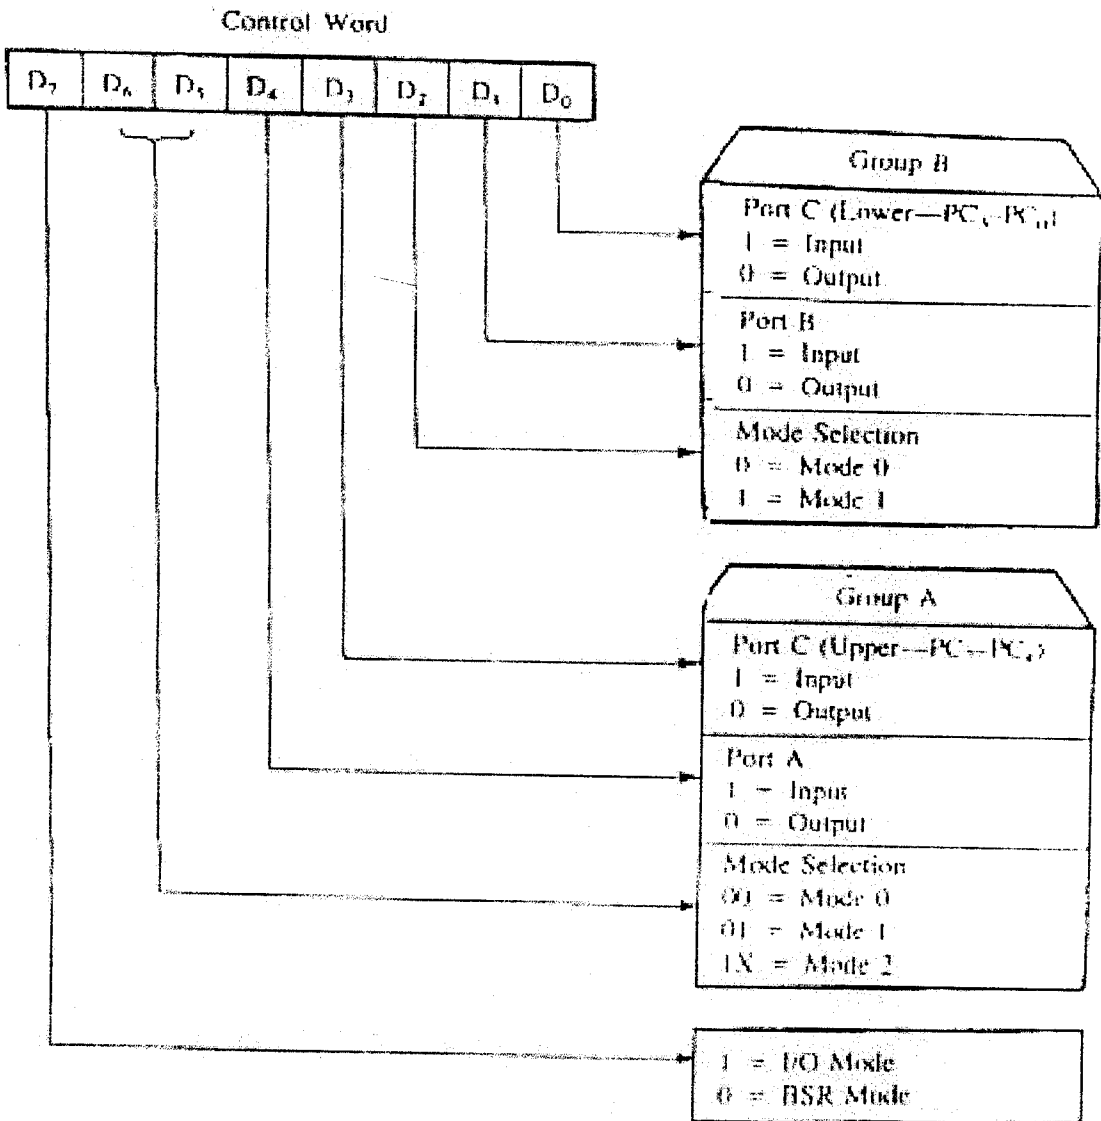 Control Word
D₇ D₆ D₅ D₄ D₃ D₂ D₁ D₀
Group B
Port C (Lower—PC₃–PC₀)
1 = Input
0 = Output
Port B
1 = Input
0 = Output
Mode Selection
0 = Mode 0
1 = Mode 1
Group A
Port C (Upper—PC₇–PC₄)
1 = Input
0 = Output
Port A
1 = Input
0 = Output
Mode Selection
00 = Mode 0
01 = Mode 1
1X = Mode 2
1 = I/O Mode
0 = BSR Mode